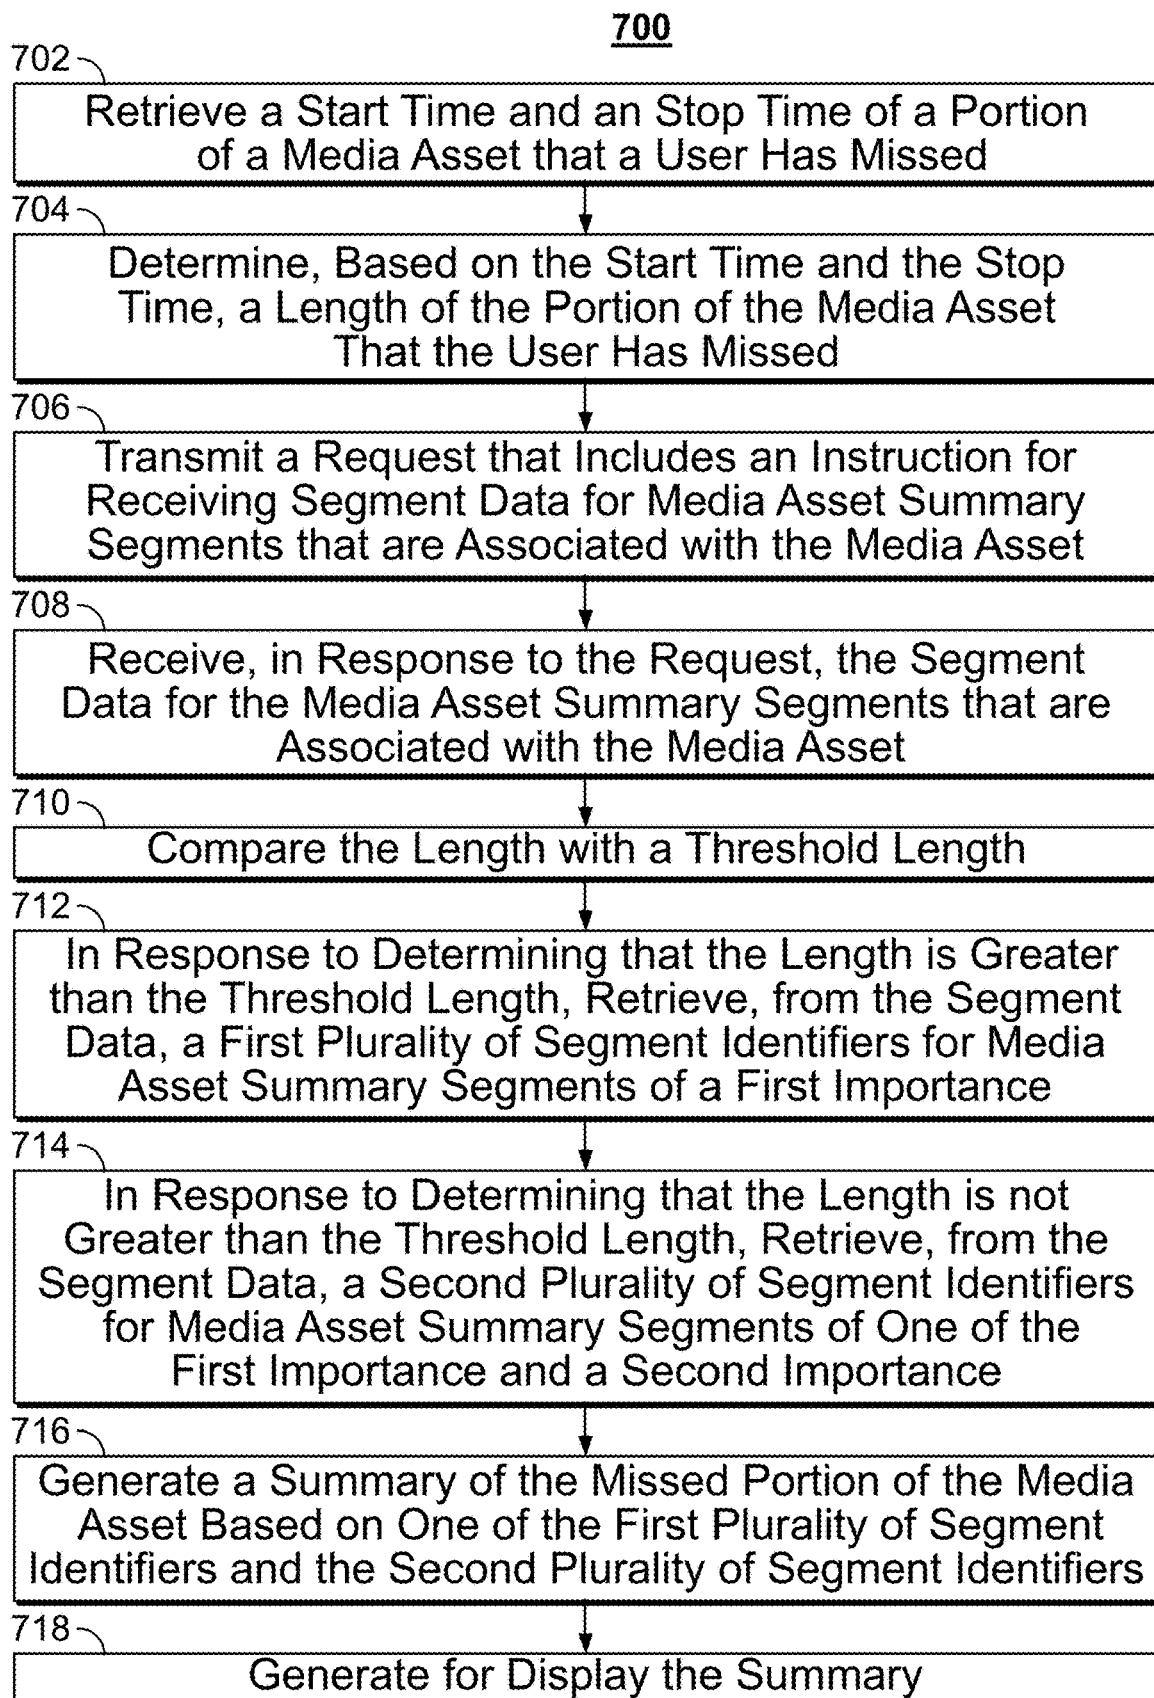 700
702
Retrieve a Start Time and an Stop Time of a Portion
of a Media Asset that a User Has Missed
704
Determine, Based on the Start Time and the Stop
Time, a Length of the Portion of the Media Asset
That the User Has Missed
706
Transmit a Request that Includes an Instruction for
Receiving Segment Data for Media Asset Summary
Segments that are Associated with the Media Asset
708
Receive, in Response to the Request, the Segment
Data for the Media Asset Summary Segments that are
Associated with the Media Asset
710
Compare the Length with a Threshold Length
712
In Response to Determining that the Length is Greater
than the Threshold Length, Retrieve, from the Segment
Data, a First Plurality of Segment Identifiers for Media
Asset Summary Segments of a First Importance
714
In Response to Determining that the Length is not
Greater than the Threshold Length, Retrieve, from the
Segment Data, a Second Plurality of Segment Identifiers
for Media Asset Summary Segments of One of the
First Importance and a Second Importance
716
Generate a Summary of the Missed Portion of the Media
Asset Based on One of the First Plurality of Segment
Identifiers and the Second Plurality of Segment Identifiers
718
Generate for Display the Summary